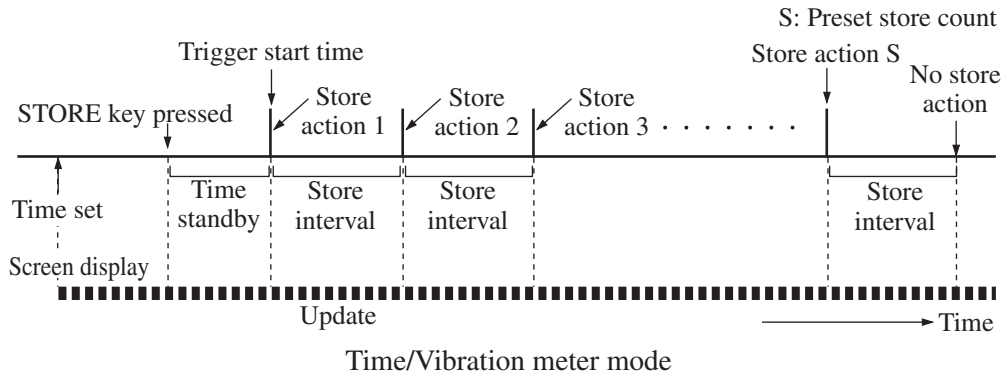 S: Preset store count
Trigger start time
Store action S
No store
action
STORE key pressed
Store
action 1
Store
action 2
Store
action 3
Time set
Time
standby
Store
interval
Store
interval
Store
interval
Screen display
Update
Time
Time/Vibration meter mode